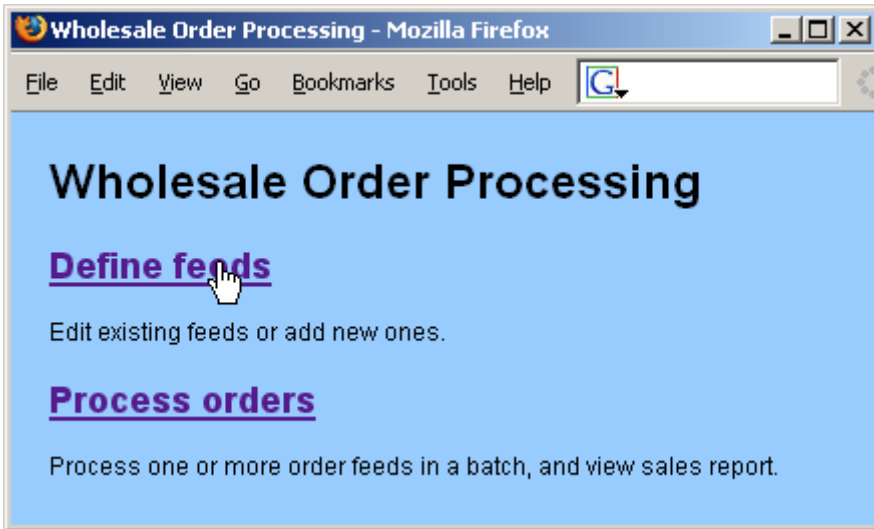 Wholesale Order Processing - Mozilla Firefox
File Edit View Go Bookmarks Tools Help G
Wholesale Order Processing
Define feeds
Edit existing feeds or add new ones.
Process orders
Process one or more order feeds in a batch, and view sales report.